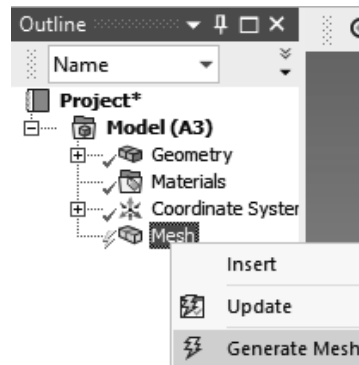 Outline
Name
Project*
Model (A3)
Geometry
Materials
Coordinate Syster
Mesh
Insert
Update
Generate Mesh